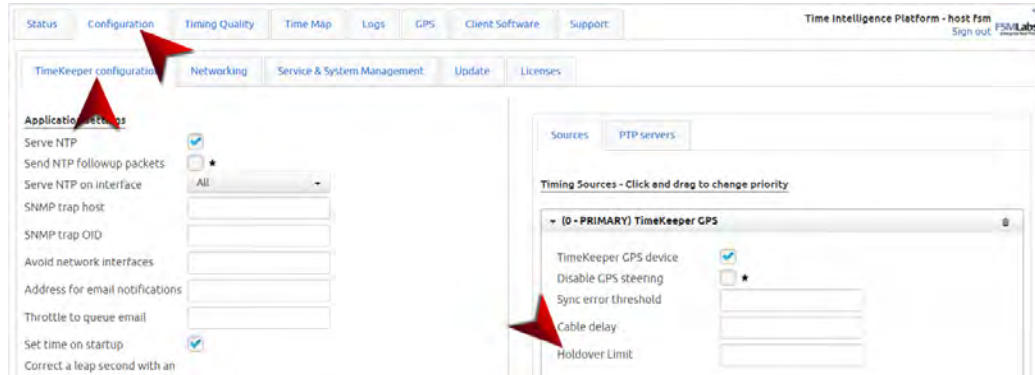 Status Configuration Timing Quality Time Map Logs GPS Client Software Support
Time Intelligence Platform - host fsm
Sign out
FSMLabs
TimeKeeper configuration Networking Service & System Management Update Licenses
Application Settings
Serve NTP
Send NTP followup packets *
Serve NTP on interface All
SNMP trap host
SNMP trap OID
Avoid network interfaces
Address for email notifications
Throttle to queue email
Set time on startup
Correct a leap second with an
Sources PTP servers
Timing Sources - Click and drag to change priority
(0 - PRIMARY) TimeKeeper GPS
TimeKeeper GPS device
Disable GPS steering *
Sync error threshold
Cable delay
Holdover Limit